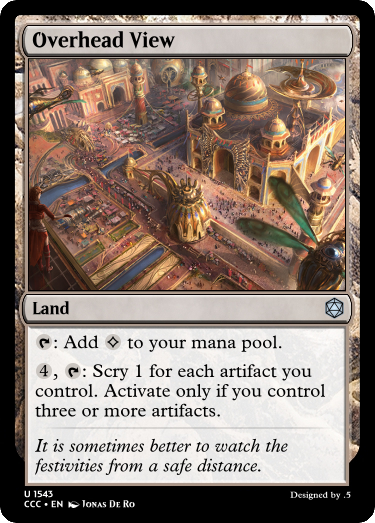 Overhead View
Land
: Add to your mana pool.
4, : Scry 1 for each artifact you
control. Activate only if you control
three or more artifacts.
It is sometimes better to watch the
festivities from a safe distance.
U 1543
CCC • EN Jonas De Ro
Designed by .5